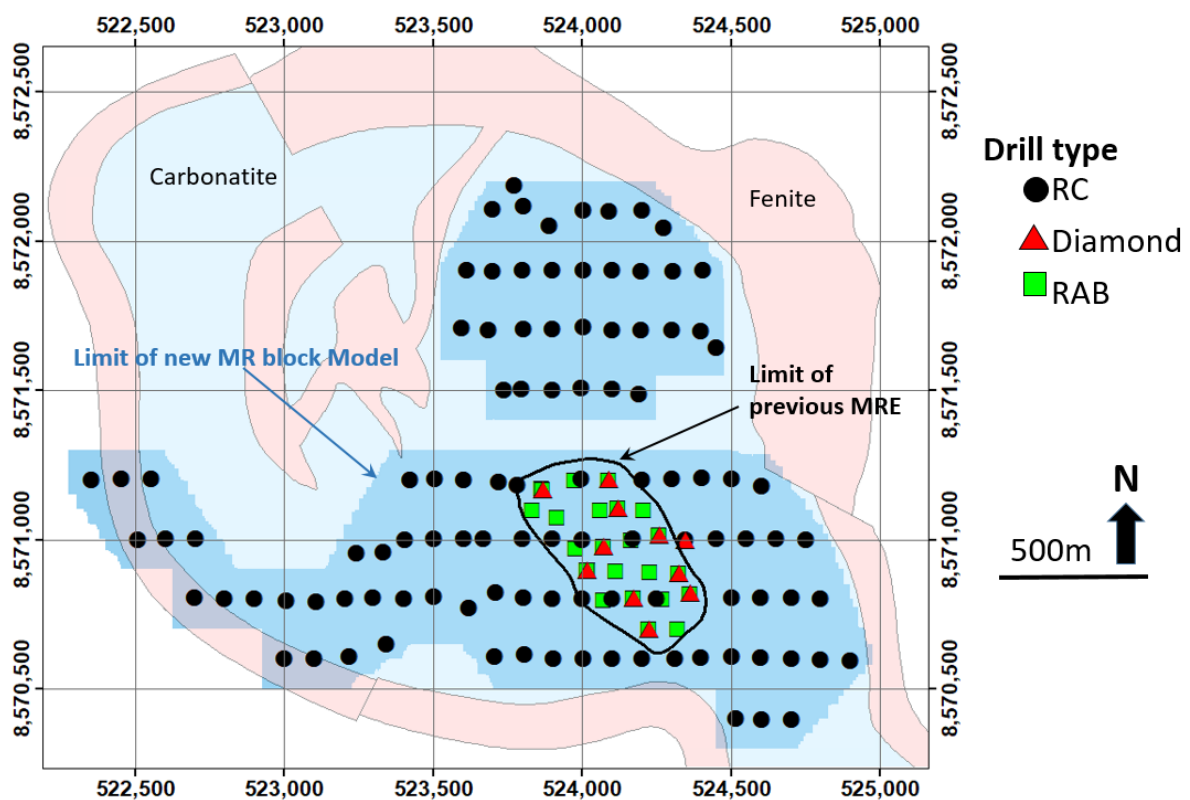 522,500 523,000 523,500 524,000 524,500 525,000
8,572,500
8,572,500
8,572,000
8,572,000
8,571,500
8,571,500
8,571,000
8,571,000
8,570,500
8,570,500
Carbonatite
Fenite
Limit of new MR block Model
Limit of
previous MRE
Drill type
RC
Diamond
RAB
N
500m
522,500 523,000 523,500 524,000 524,500 525,000